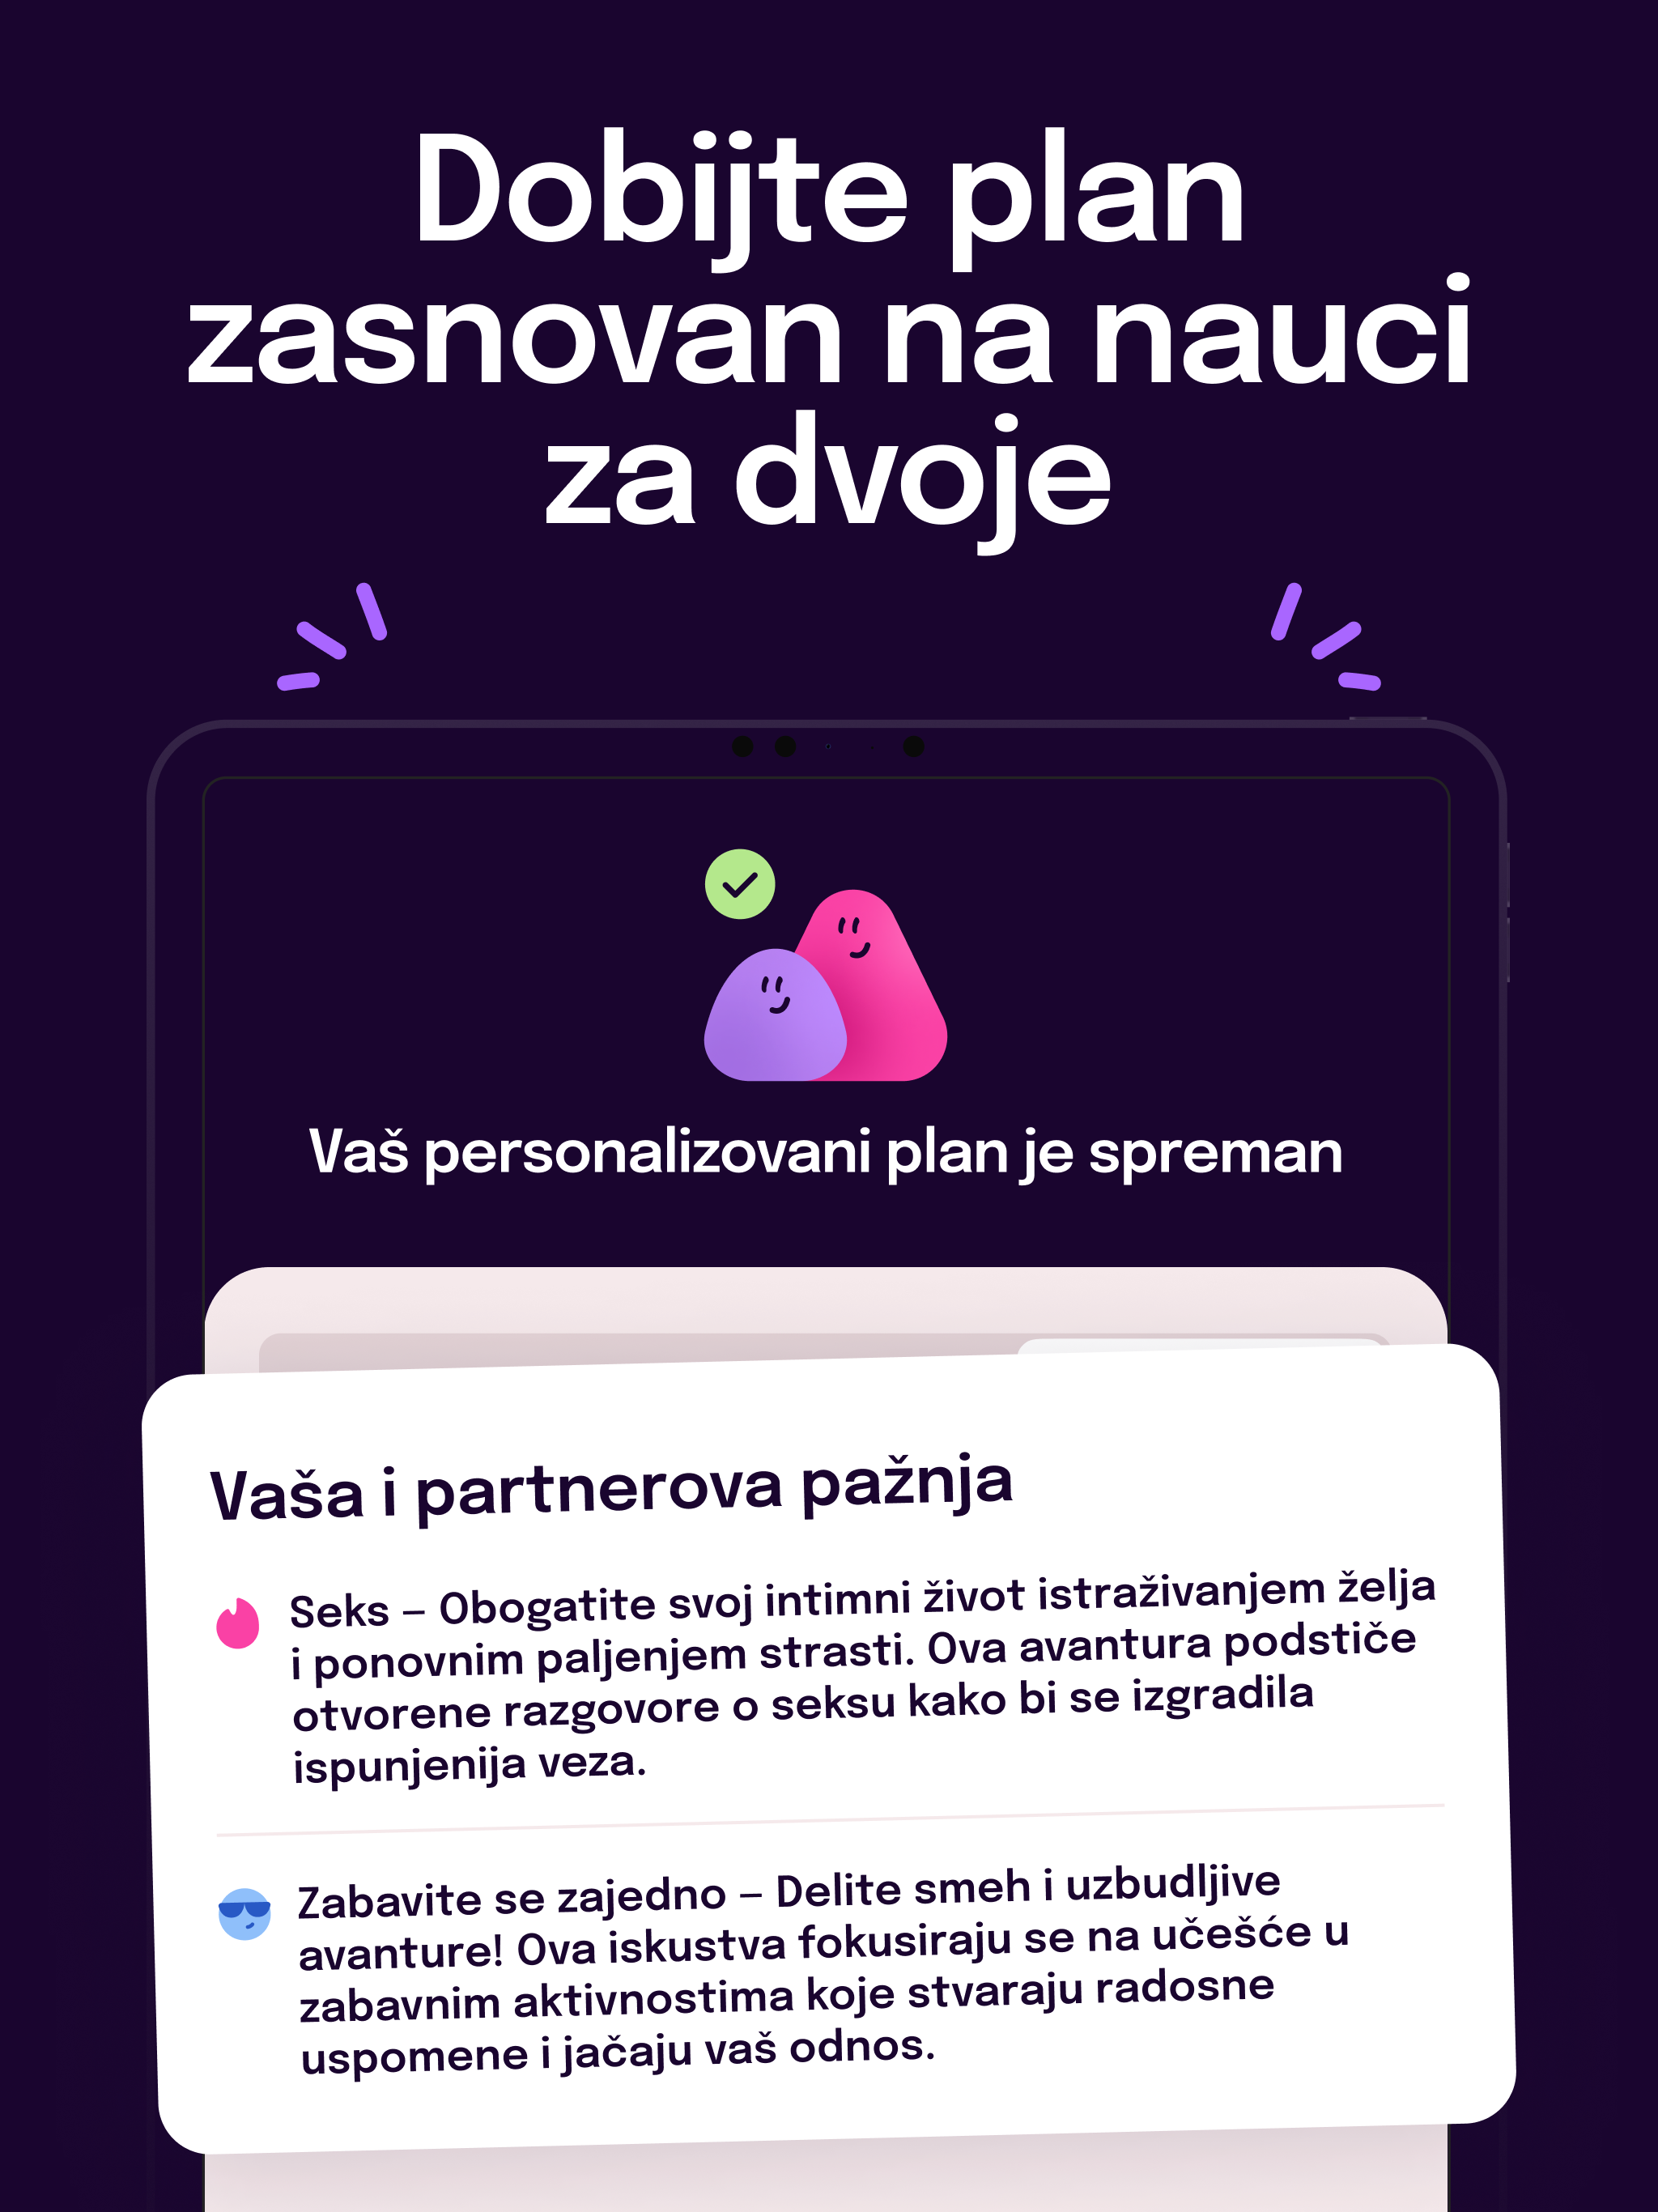 Dobijte plan
zasnovan na nauci
za dvoje
Vaš personalizovani plan je spreman
Vaša i partnerova pažnja
Seks – Obogatite svoj intimni život istraživanjem želja
i ponovnim paljenjem strasti. Ova avantura podstiče
otvorene razgovore o seksu kako bi se izgradila
ispunjenija veza.
Zabavite se zajedno – Delite smeh i uzbudljive
avanture! Ova iskustva fokusiraju se na učešće u
zabavnim aktivnostima koje stvaraju radosne
uspomene i jačaju vaš odnos.